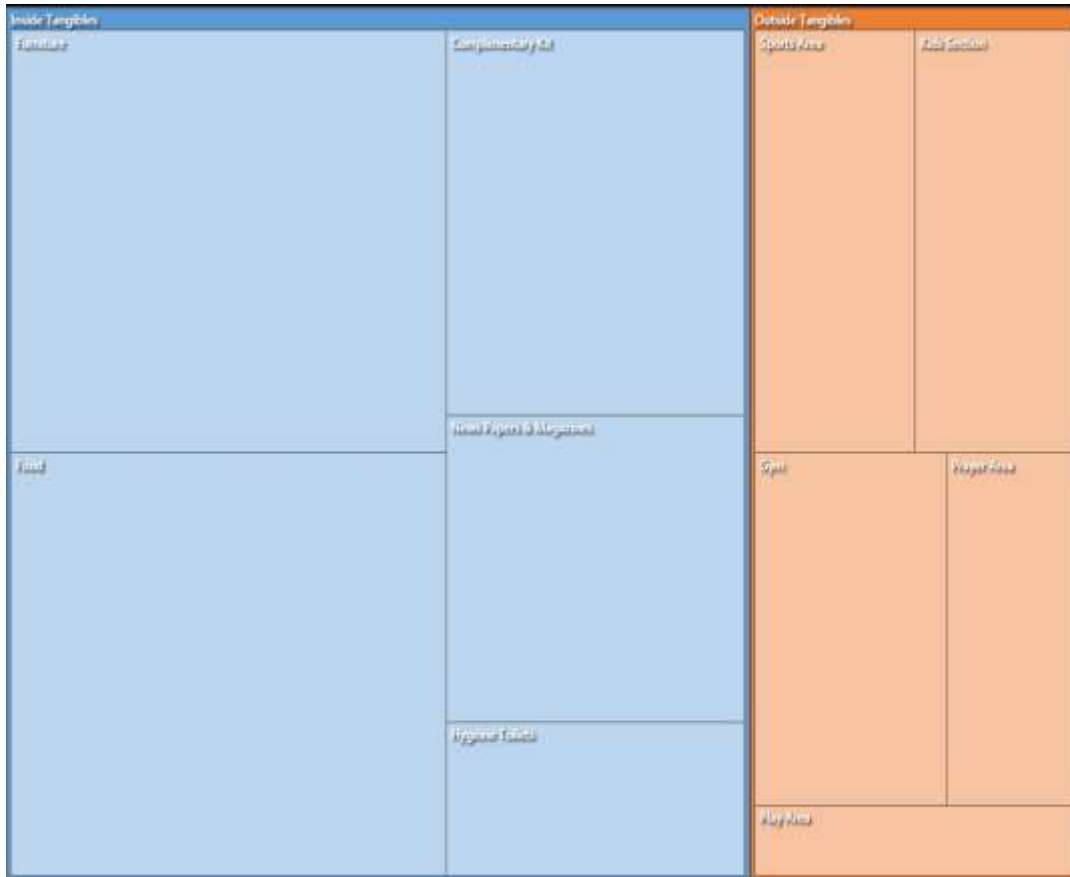 Inside Tangibles
Furniture
Complementary Kit
News Papers & Magazines
Hygiene Toilets
Food
Outside Tangibles
Sports Area
Kids Section
Gym
Prayer Area
Play Area